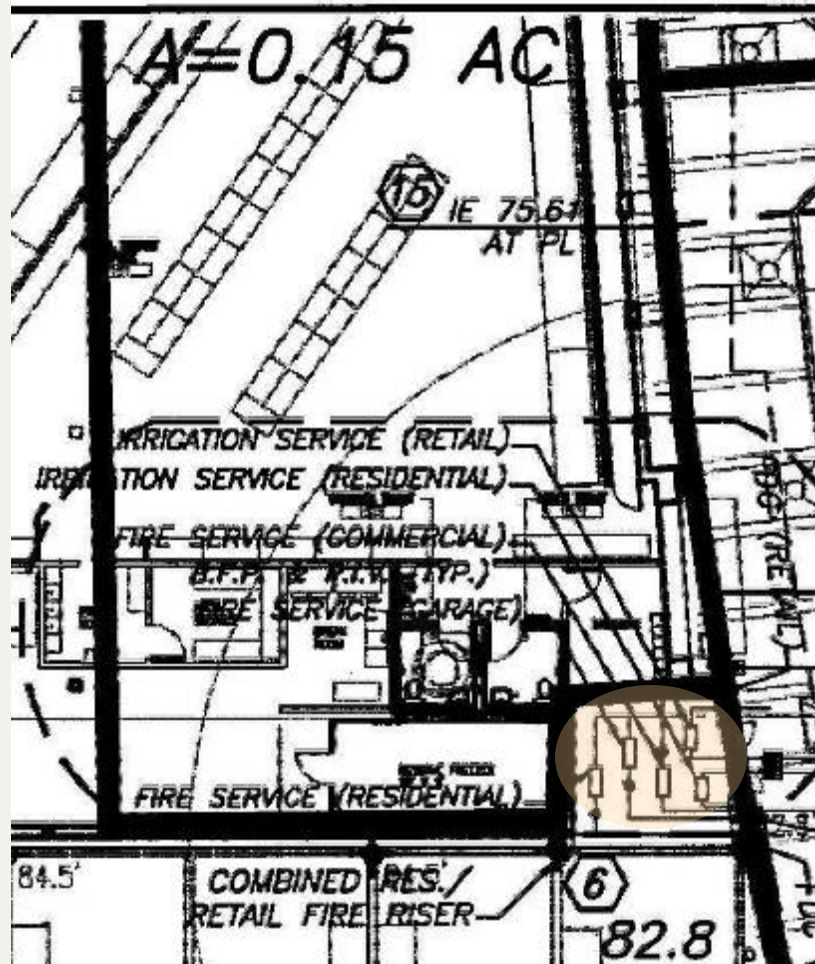 A=0.15 AC
15
IE 75.61
AT PL
IRRIGATION SERVICE (RETAIL)
IRRIGATION SERVICE (RESIDENTIAL)
FIRE SERVICE (COMMERCIAL)
B.F.P. & P.I.V. (TYP.)
FIRE SERVICE (GARAGE)
FIRE SERVICE (RESIDENTIAL)
84.5'
COMBINED RES./
RETAIL FIRE RISER
6
82.8